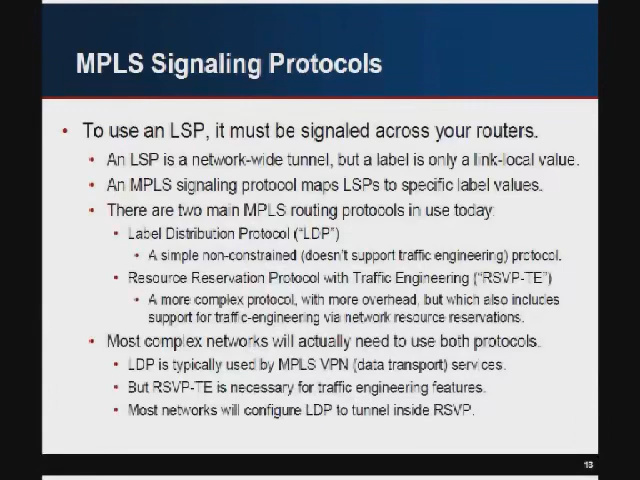 MPLS Signaling Protocols
• To use an LSP, it must be signaled across your routers.
• An LSP is a network-wide tunnel, but a label is only a link-local value.
• An MPLS signaling protocol maps LSPs to specific label values.
• There are two main MPLS routing protocols in use today.
• Label Distribution Protocol ("LDP")
• A simple non-constrained (doesn't support traffic engineering) protocol.
• Resource Reservation Protocol with Traffic Engineering ("RSVP-TE")
• A more complex protocol, with more overhead, but which also includes
support for traffic-engineering via network resource reservations.
• Most complex networks will actually need to use both protocols.
• LDP is typically used by MPLS VPN (data transport) services.
• But RSVP-TE is necessary for traffic engineering features.
• Most networks will configure LDP to tunnel inside RSVP.
13